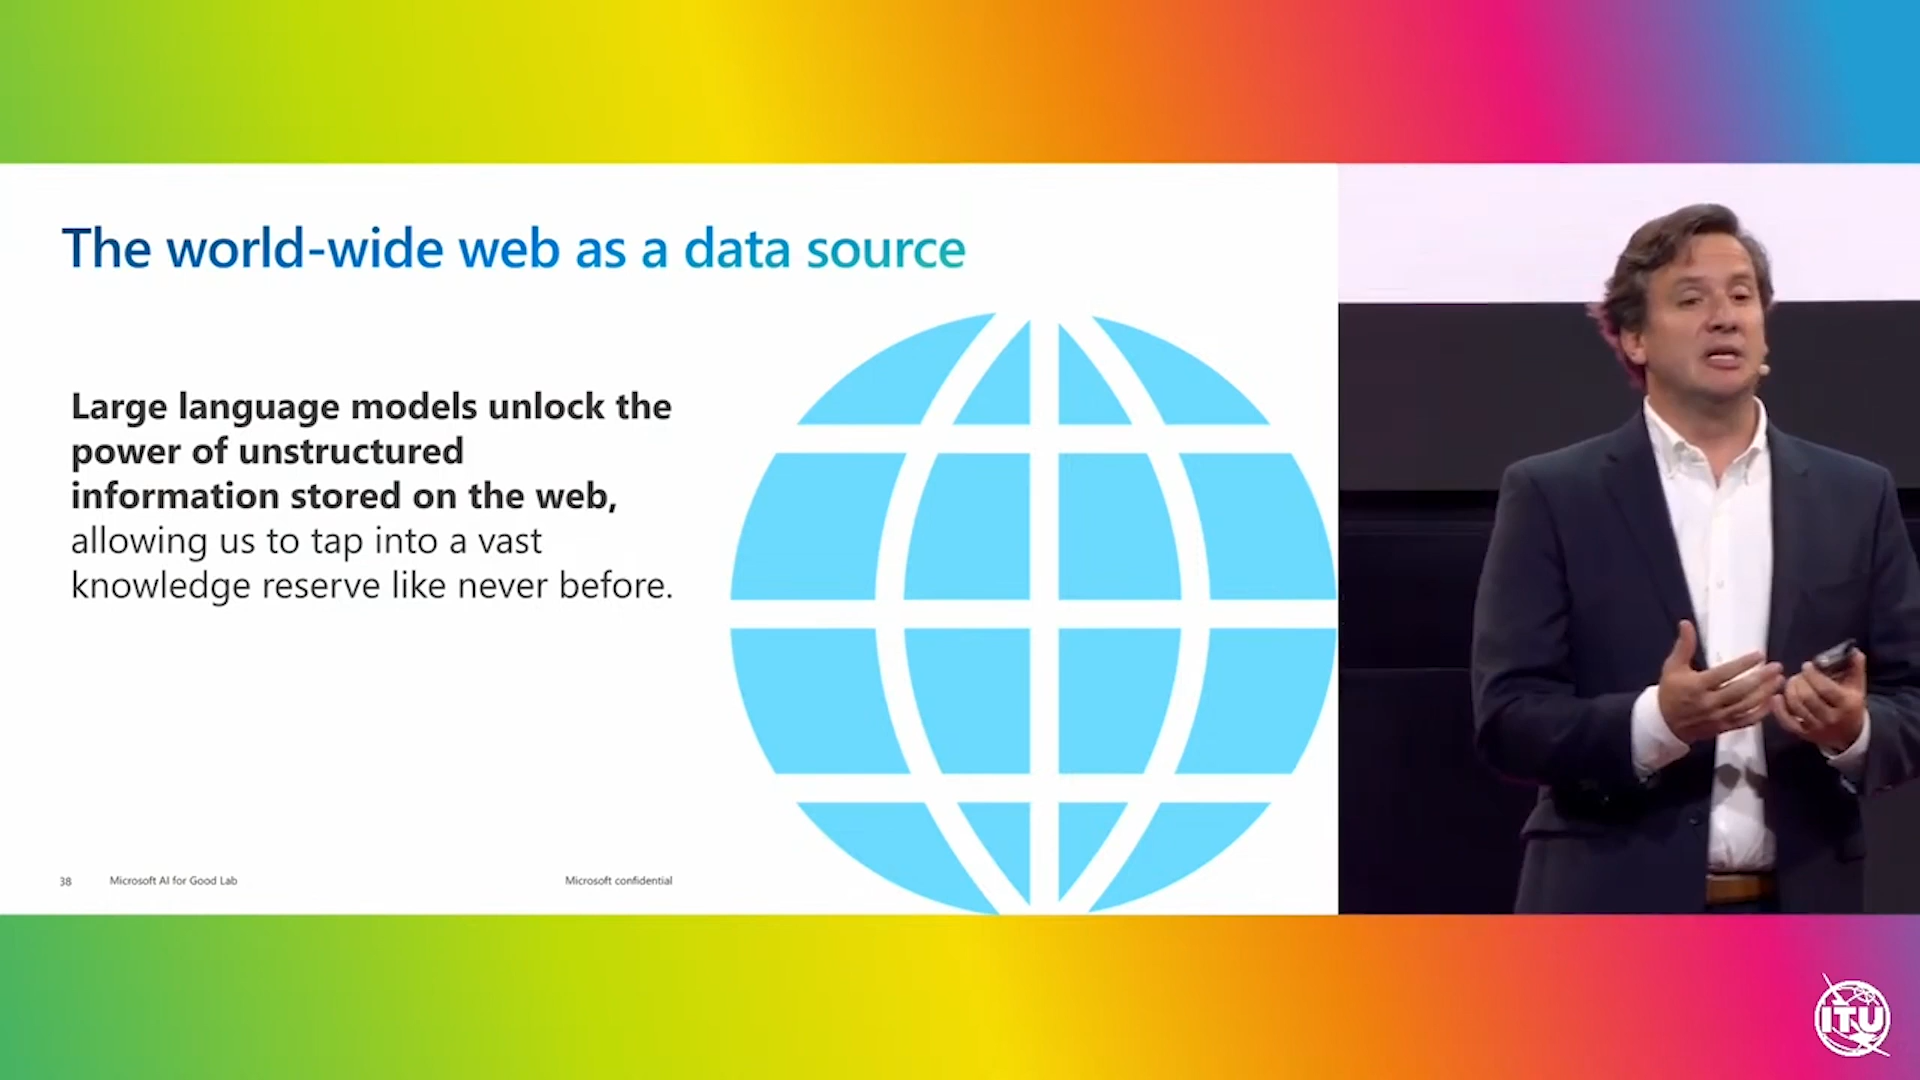 The world-wide web as a data source
Large language models unlock the
power of unstructured
information stored on the web,
allowing us to tap into a vast
knowledge reserve like never before.
38
Microsoft AI for Good Lab
Microsoft confidential
ITU